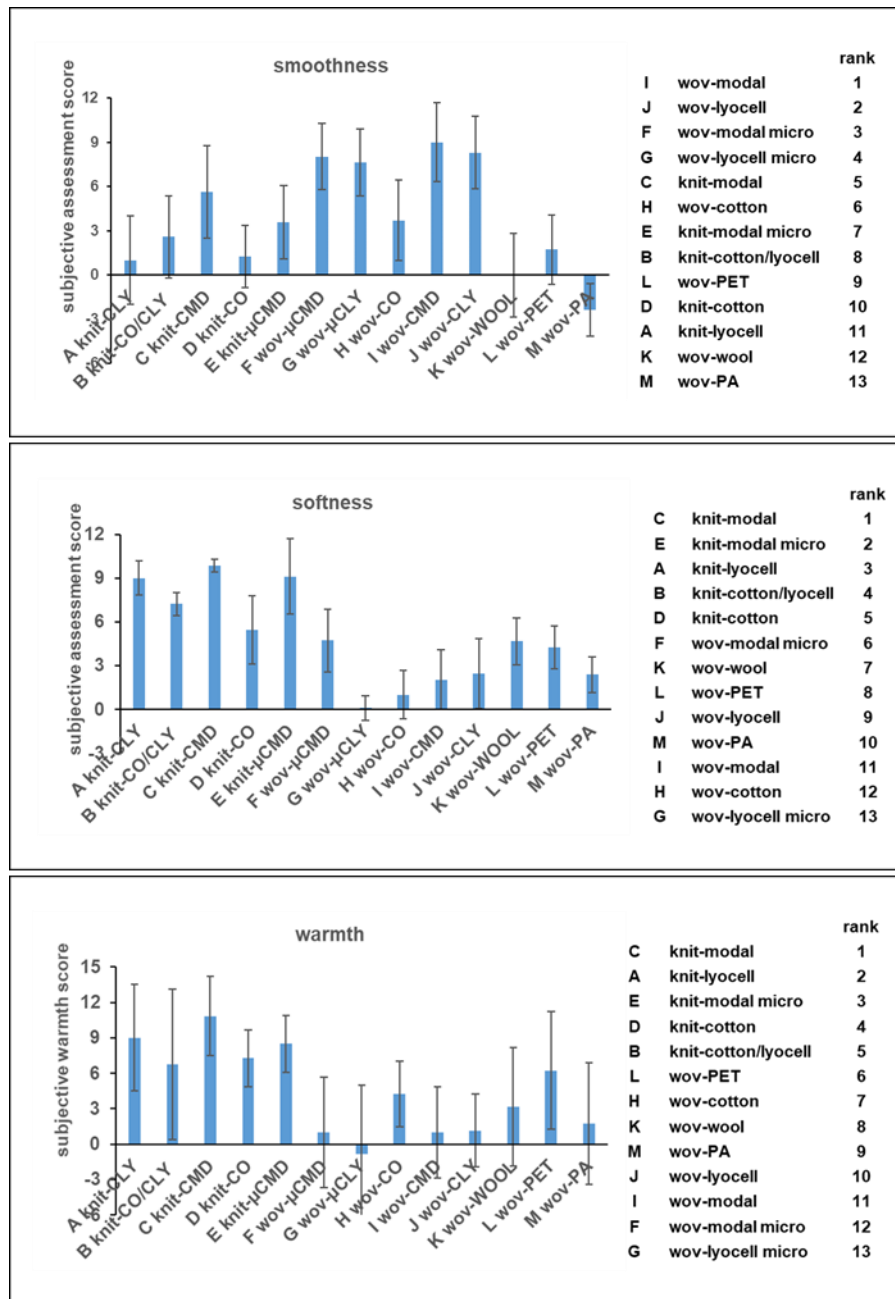 smoothness
subjective assessment score
12
9
6
3
0
-3
-6
A knit-CLY
B knit-CO/CLY
C knit-CMD
D knit-CO
E knit-µCMD
F wov-µCMD
G wov-µCLY
H wov-CO
I wov-CMD
J wov-CLY
K wov-WOOL
L wov-PET
M wov-PA
rank
I wov-modal 1
J wov-lyocell 2
F wov-modal micro 3
G wov-lyocell micro 4
C knit-modal 5
H wov-cotton 6
E knit-modal micro 7
B knit-cotton/lyocell 8
L wov-PET 9
D knit-cotton 10
A knit-lyocell 11
K wov-wool 12
M wov-PA 13
softness
subjective assessment score
12
9
6
3
0
-3
A knit-CLY
B knit-CO/CLY
C knit-CMD
D knit-CO
E knit-µCMD
F wov-µCMD
G wov-µCLY
H wov-CO
I wov-CMD
J wov-CLY
K wov-WOOL
L wov-PET
M wov-PA
rank
C knit-modal 1
E knit-modal micro 2
A knit-lyocell 3
B knit-cotton/lyocell 4
D knit-cotton 5
F wov-modal micro 6
K wov-wool 7
L wov-PET 8
J wov-lyocell 9
M wov-PA 10
I wov-modal 11
H wov-cotton 12
G wov-lyocell micro 13
warmth
subjective warmth score
15
12
9
6
3
0
-3
-6
A knit-CLY
B knit-CO/CLY
C knit-CMD
D knit-CO
E knit-µCMD
F wov-µCMD
G wov-µCLY
H wov-CO
I wov-CMD
J wov-CLY
K wov-WOOL
L wov-PET
M wov-PA
rank
C knit-modal 1
A knit-lyocell 2
E knit-modal micro 3
D knit-cotton 4
B knit-cotton/lyocell 5
L wov-PET 6
H wov-cotton 7
K wov-wool 8
M wov-PA 9
J wov-lyocell 10
I wov-modal 11
F wov-modal micro 12
G wov-lyocell micro 13